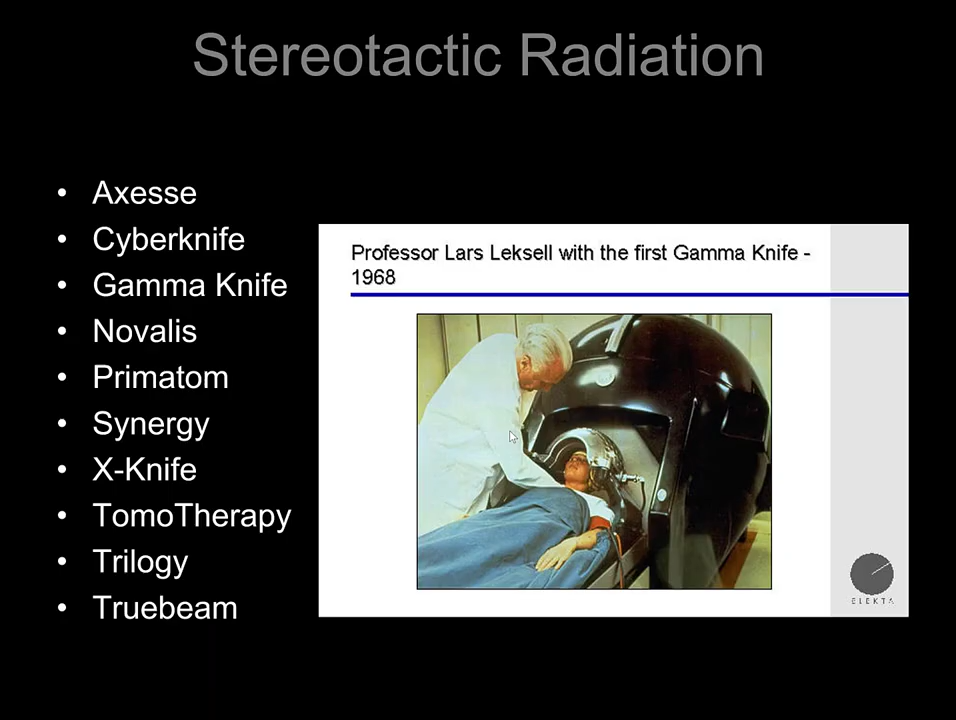 Stereotactic Radiation
• Axesse
• Cyberknife
• Gamma Knife
• Novalis
• Primatom
• Synergy
• X-Knife
• TomoTherapy
• Trilogy
• Truebeam
Professor Lars Leksell with the first Gamma Knife -
1968
ELEKTA